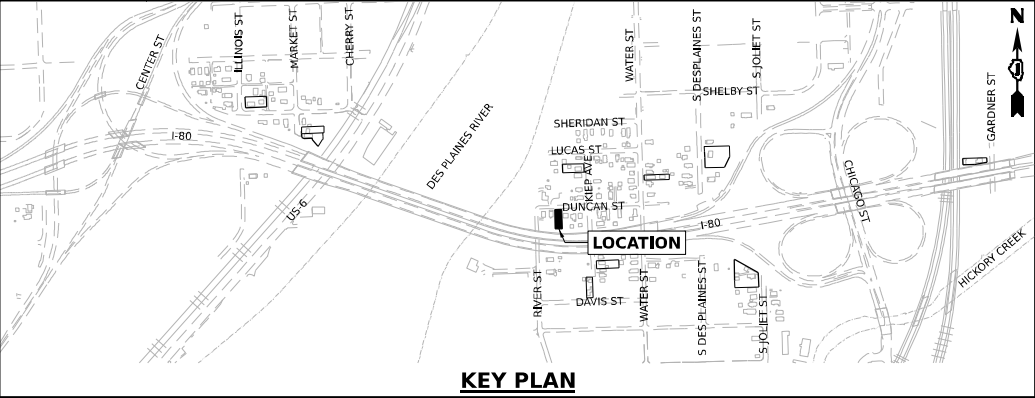 N
CENTER ST
ILLINOIS ST
MARKET ST
CHERRY ST
WATER ST
S DESPLAINES ST
S JOLIET ST
GARDNER ST
SHELBY ST
I-80
DES PLAINES RIVER
SHERIDAN ST
LUCAS ST
KIEP AVE
DUNCAN ST
CHICAGO ST
US-6
I-80
LOCATION
HICKORY CREEK
RIVER ST
DAVIS ST
WATER ST
S DES PLAINES ST
S JOLIET ST
KEY PLAN